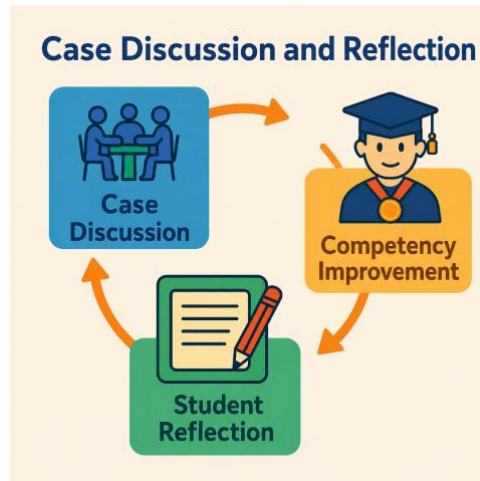 Case Discussion and Reflection
Case
Discussion
Competency
Improvement
Student
Reflection